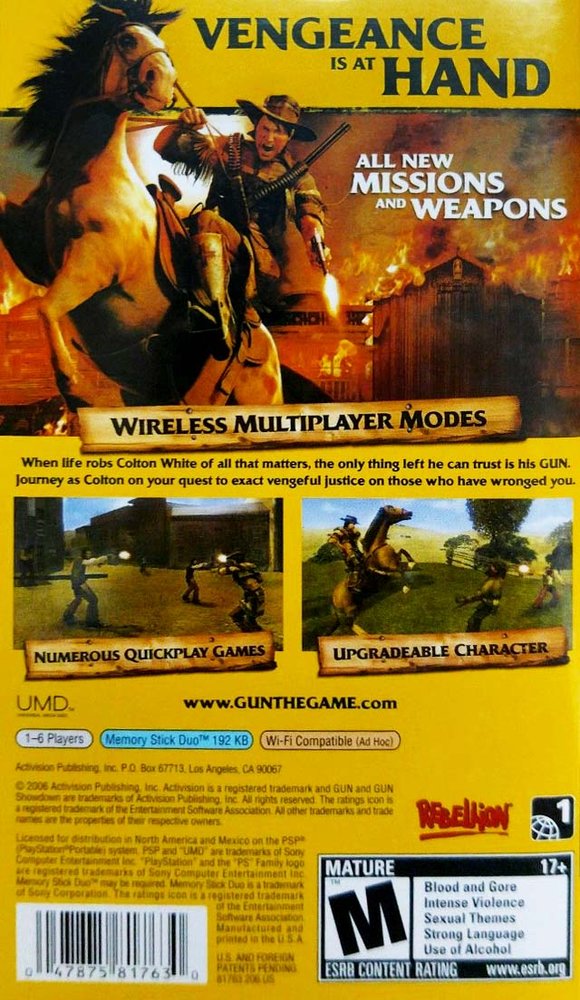 VENGEANCE
IS AT HAND
ALL NEW
MISSIONS
AND WEAPONS
WIRELESS MULTIPLAYER MODES
When life robs Colton White of all that matters, the only thing left he can trust is his GUN.
Journey as Colton on your quest to exact vengeful justice on those who have wronged you.
NUMEROUS QUICKPLAY GAMES
UPGRADEABLE CHARACTER
UMD™
www.GUNTHEGAME.com
1-6 Players
Memory Stick Duo™ 192 KB
Wi-Fi Compatible (Ad Hoc)
Activision Publishing, Inc. P.O. Box 67713, Los Angeles, CA 90067
© 2006 Activision Publishing, Inc. Activision is a registered trademark and GUN and GUN
Showdown are trademarks of Activision Publishing, Inc. All rights reserved. The ratings icon is
a registered trademark of the Entertainment Software Association. All other trademarks and trade
names are the properties of their respective owners.
REBELLION
1
Licensed for distribution in North America and Mexico on the PSP®
(PlayStation®Portable) system. PSP and "UMD" are trademarks of Sony
Computer Entertainment Inc. "PlayStation" and the "PS" Family logo
are registered trademarks of Sony Computer Entertainment Inc.
Memory Stick Duo™ may be required. Memory Stick Duo is a trademark
of Sony Corporation. The ratings icon is a registered trademark
of the Entertainment
Software Association.
Manufactured and
printed in the U.S.A.
U.S. AND FOREIGN
PATENTS PENDING
81763.206.US
0 47875 81763 0
MATURE 17+
M™
Blood and Gore
Intense Violence
Sexual Themes
Strong Language
Use of Alcohol
ESRB CONTENT RATING www.esrb.org